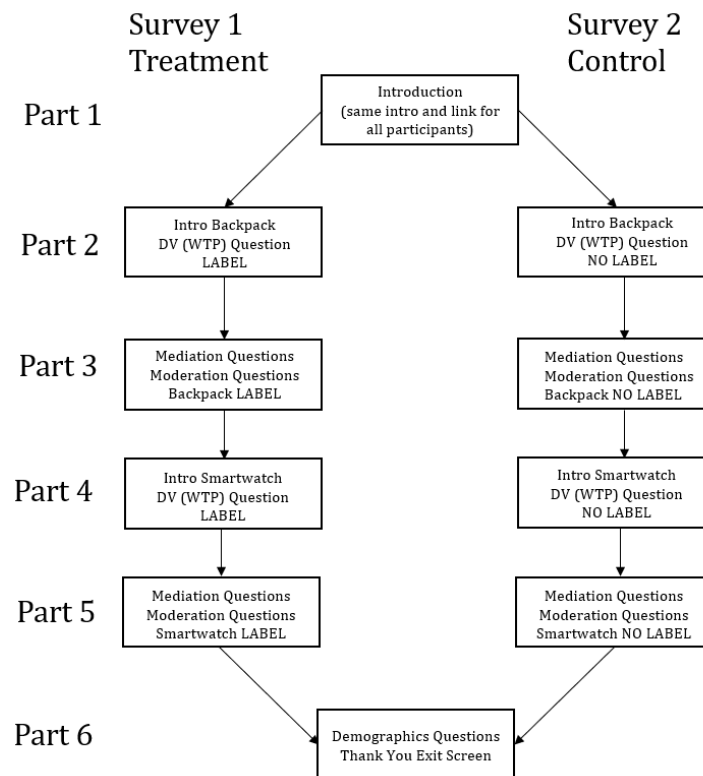 Survey 1
Treatment
Survey 2
Control
Part 1
Introduction
(same intro and link for
all participants)
Part 2
Intro Backpack
DV (WTP) Question
LABEL
Intro Backpack
DV (WTP) Question
NO LABEL
Part 3
Mediation Questions
Moderation Questions
Backpack LABEL
Mediation Questions
Moderation Questions
Backpack NO LABEL
Part 4
Intro Smartwatch
DV (WTP) Question
LABEL
Intro Smartwatch
DV (WTP) Question
NO LABEL
Part 5
Mediation Questions
Moderation Questions
Smartwatch LABEL
Mediation Questions
Moderation Questions
Smartwatch NO LABEL
Part 6
Demographics Questions
Thank You Exit Screen